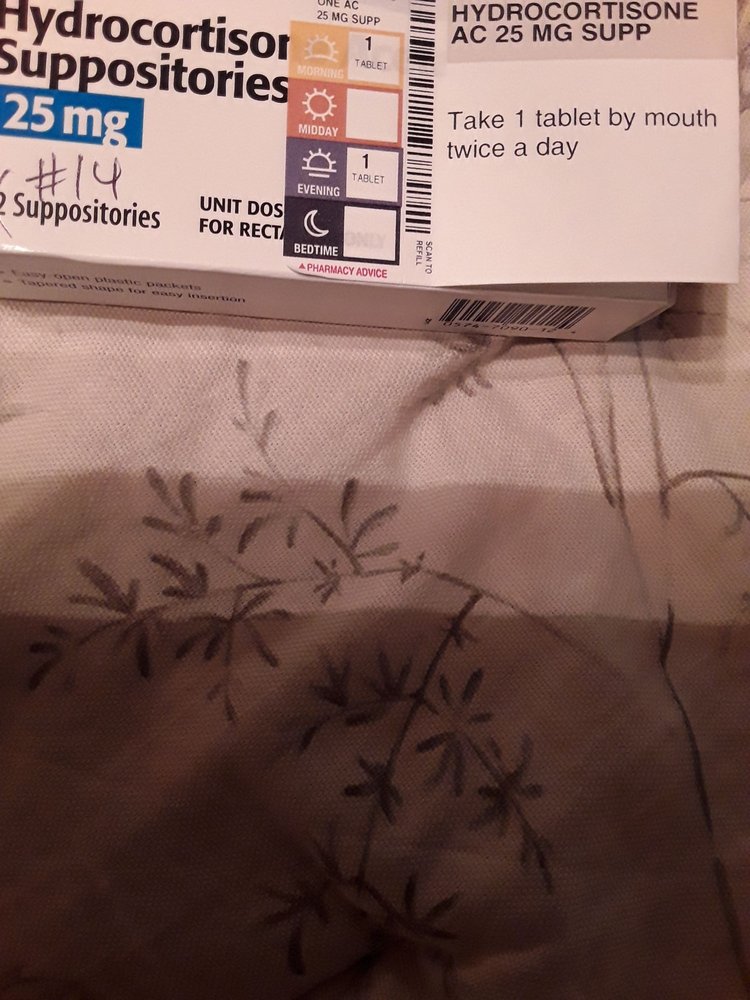 Hydrocortison
Suppositories
25 mg
#14
2 Suppositories
UNIT DOS
FOR RECTA
Easy open plastic packets
Tapered shape for easy insertion
ONE AC
25 MG SUPP
MORNING
1
TABLET
MIDDAY
EVENING
1
TABLET
BEDTIME
ONLY
PHARMACY ADVICE
SCAN TO
REFILL
HYDROCORTISONE
AC 25 MG SUPP
Take 1 tablet by mouth
twice a day